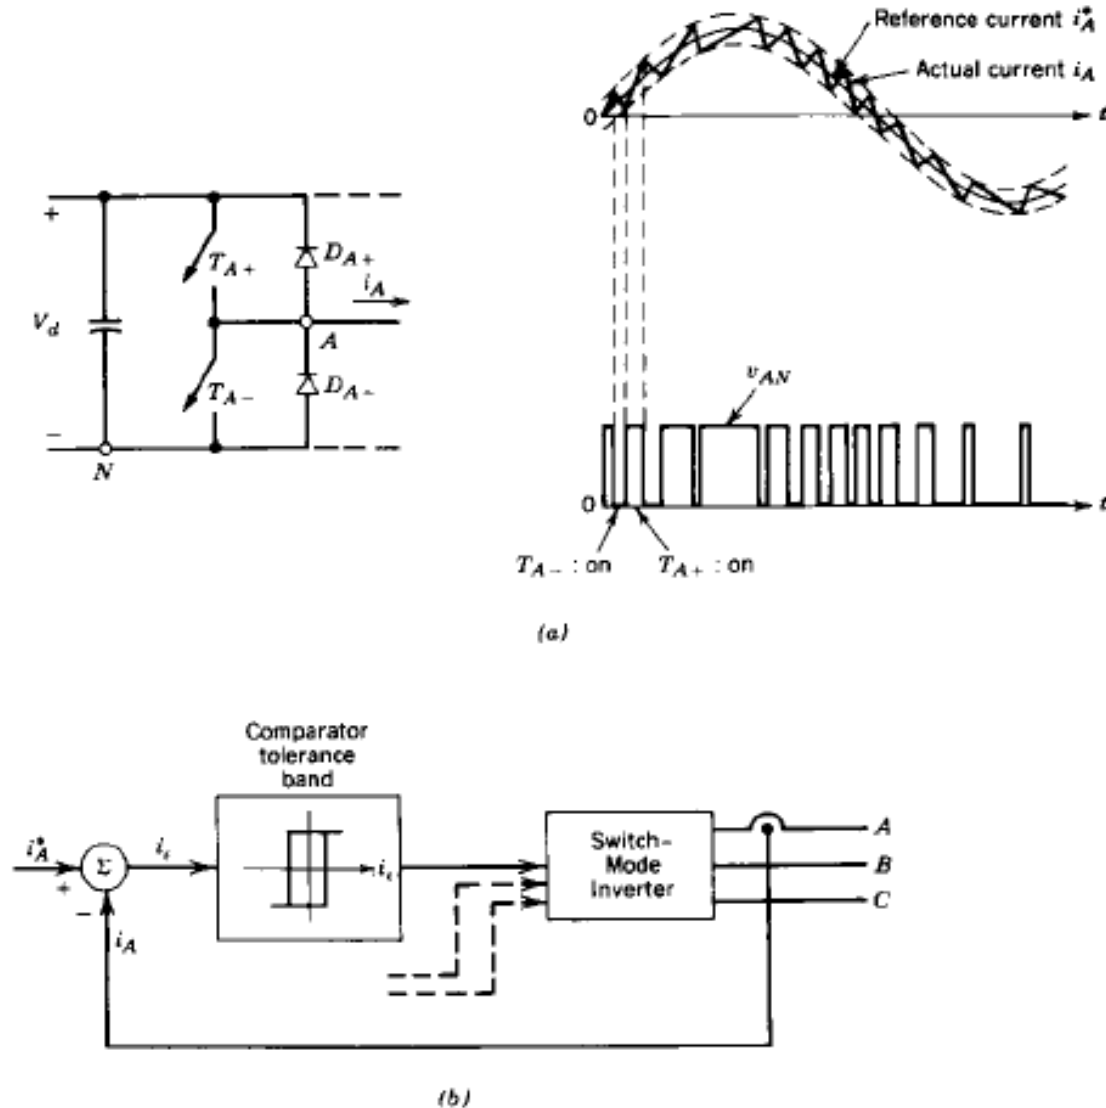 Reference current i*A
Actual current iA
0
t
+
TA+
DA+
iA
Vd
A
TA−
DA−
−
N
vAN
0
t
TA− : on
TA+ : on
(a)
Comparator
tolerance
band
i*A
+
Σ
−
iε
iε
iA
Switch-
Mode
Inverter
A
B
C
(b)